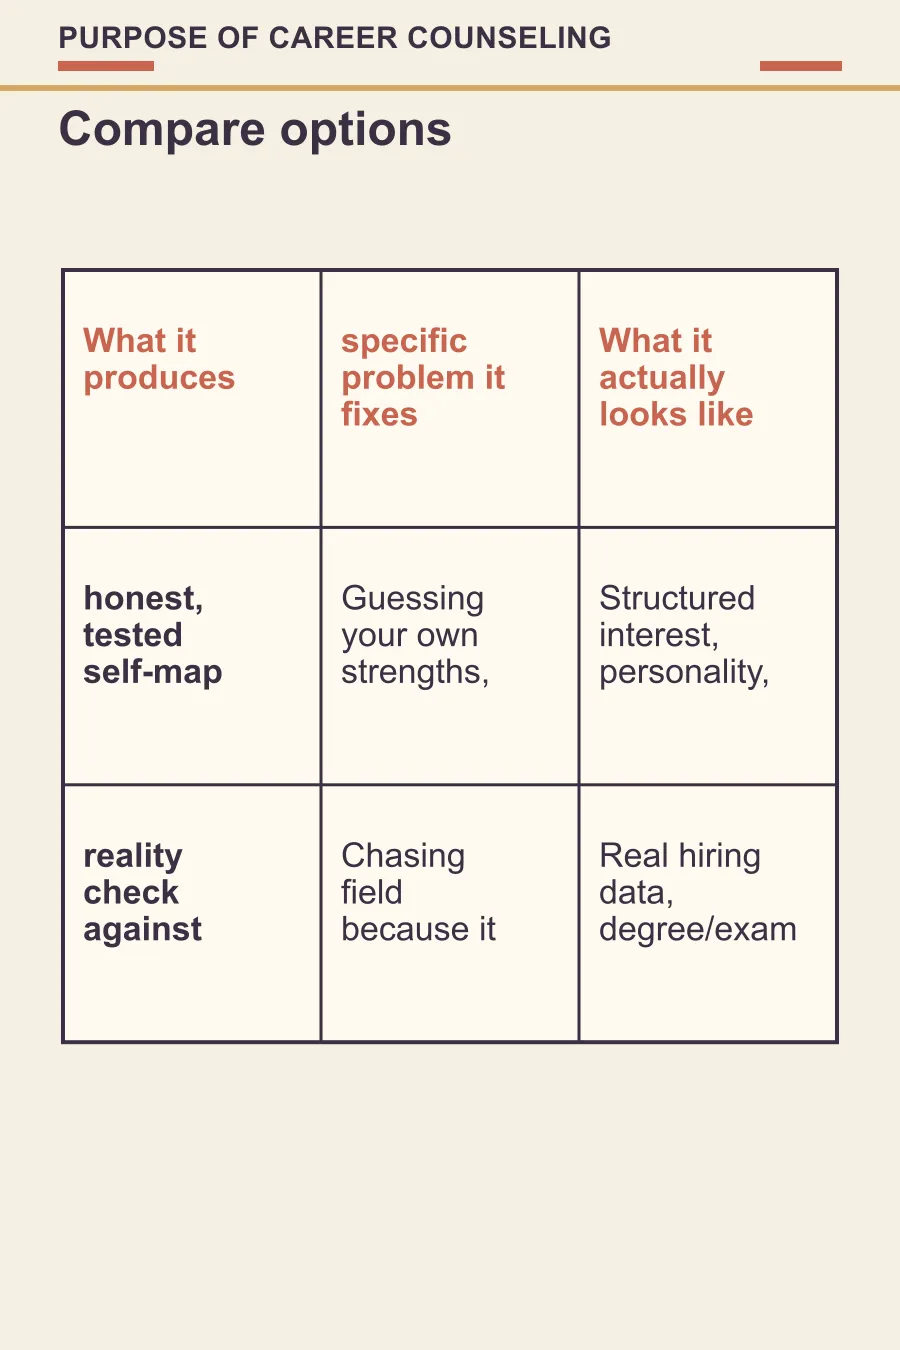 PURPOSE OF CAREER COUNSELING
Compare options
What it
produces
specific
problem it
fixes
What it
actually
looks like
honest,
tested
self-map
Guessing
your own
strengths,
Structured
interest,
personality,
reality
check
against
Chasing
field
because it
Real hiring
data,
degree/exam